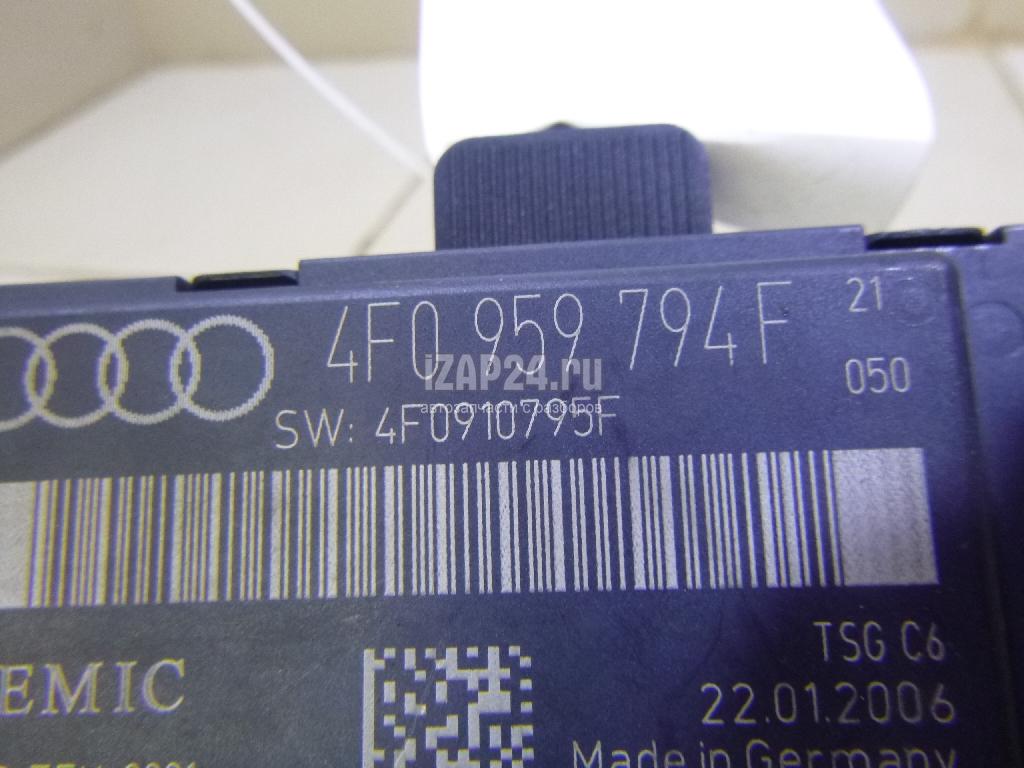 4F0 959 794 F 21
iZAP24.ru
050
автозапчасти с разборов
SW: 4F0910795F
TSG C6
EMIC
22.01.2006
Made in Germany